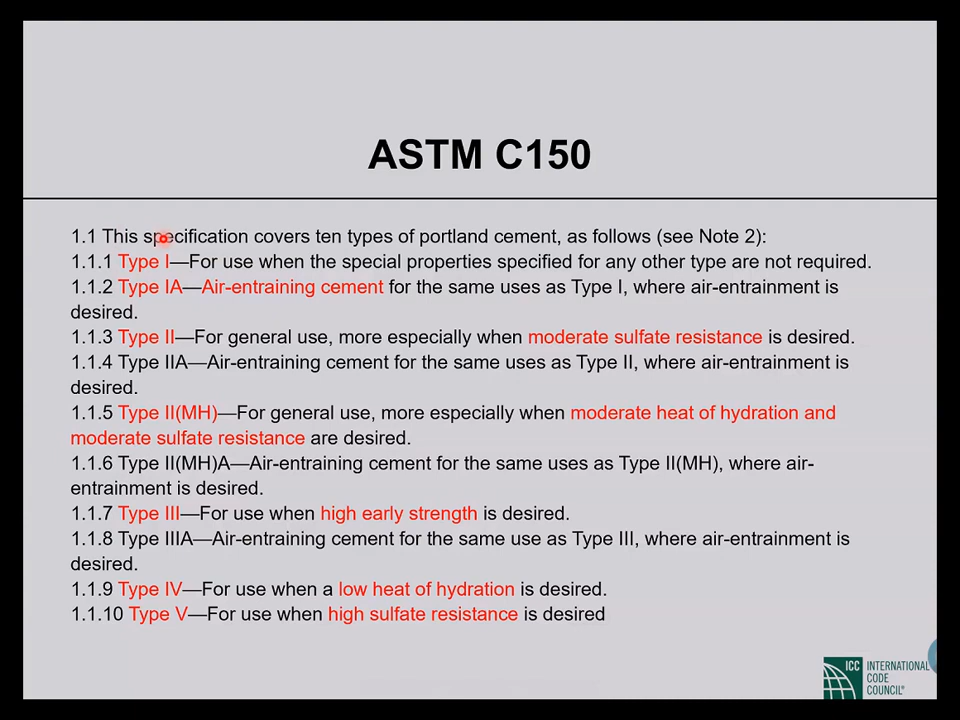 ASTM C150
1.1 This specification covers ten types of portland cement, as follows (see Note 2):
1.1.1 Type I—For use when the special properties specified for any other type are not required.
1.1.2 Type IA—Air-entraining cement for the same uses as Type I, where air-entrainment is
desired.
1.1.3 Type II—For general use, more especially when moderate sulfate resistance is desired.
1.1.4 Type IIA—Air-entraining cement for the same uses as Type II, where air-entrainment is
desired.
1.1.5 Type II(MH)—For general use, more especially when moderate heat of hydration and
moderate sulfate resistance are desired.
1.1.6 Type II(MH)A—Air-entraining cement for the same uses as Type II(MH), where air-
entrainment is desired.
1.1.7 Type III—For use when high early strength is desired.
1.1.8 Type IIIA—Air-entraining cement for the same use as Type III, where air-entrainment is
desired.
1.1.9 Type IV—For use when a low heat of hydration is desired.
1.1.10 Type V—For use when high sulfate resistance is desired
ICC INTERNATIONAL
CODE
COUNCIL®